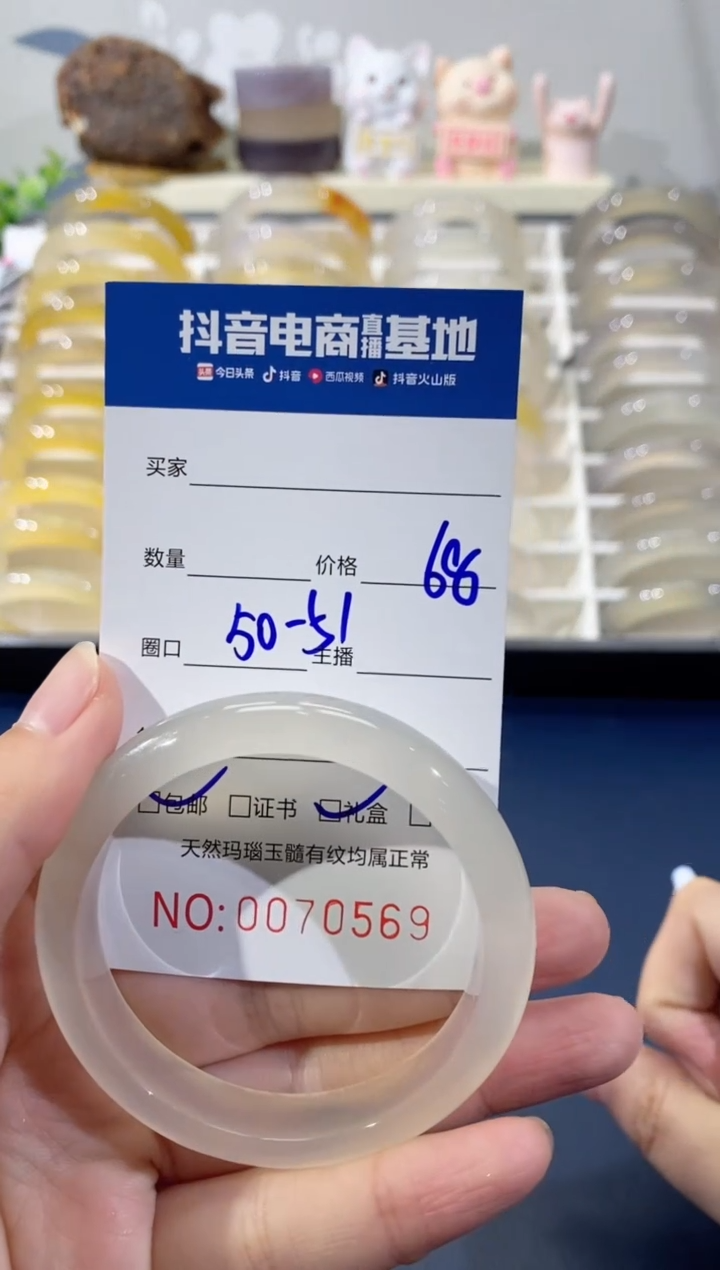 抖音电商直播基地
头条 今日头条 抖音 西瓜视频 抖音火山版
买家
数量 价格 68
圈口 50-51 主播
包邮 证书 礼盒
天然玛瑙玉髓有纹均属正常
NO:0070569